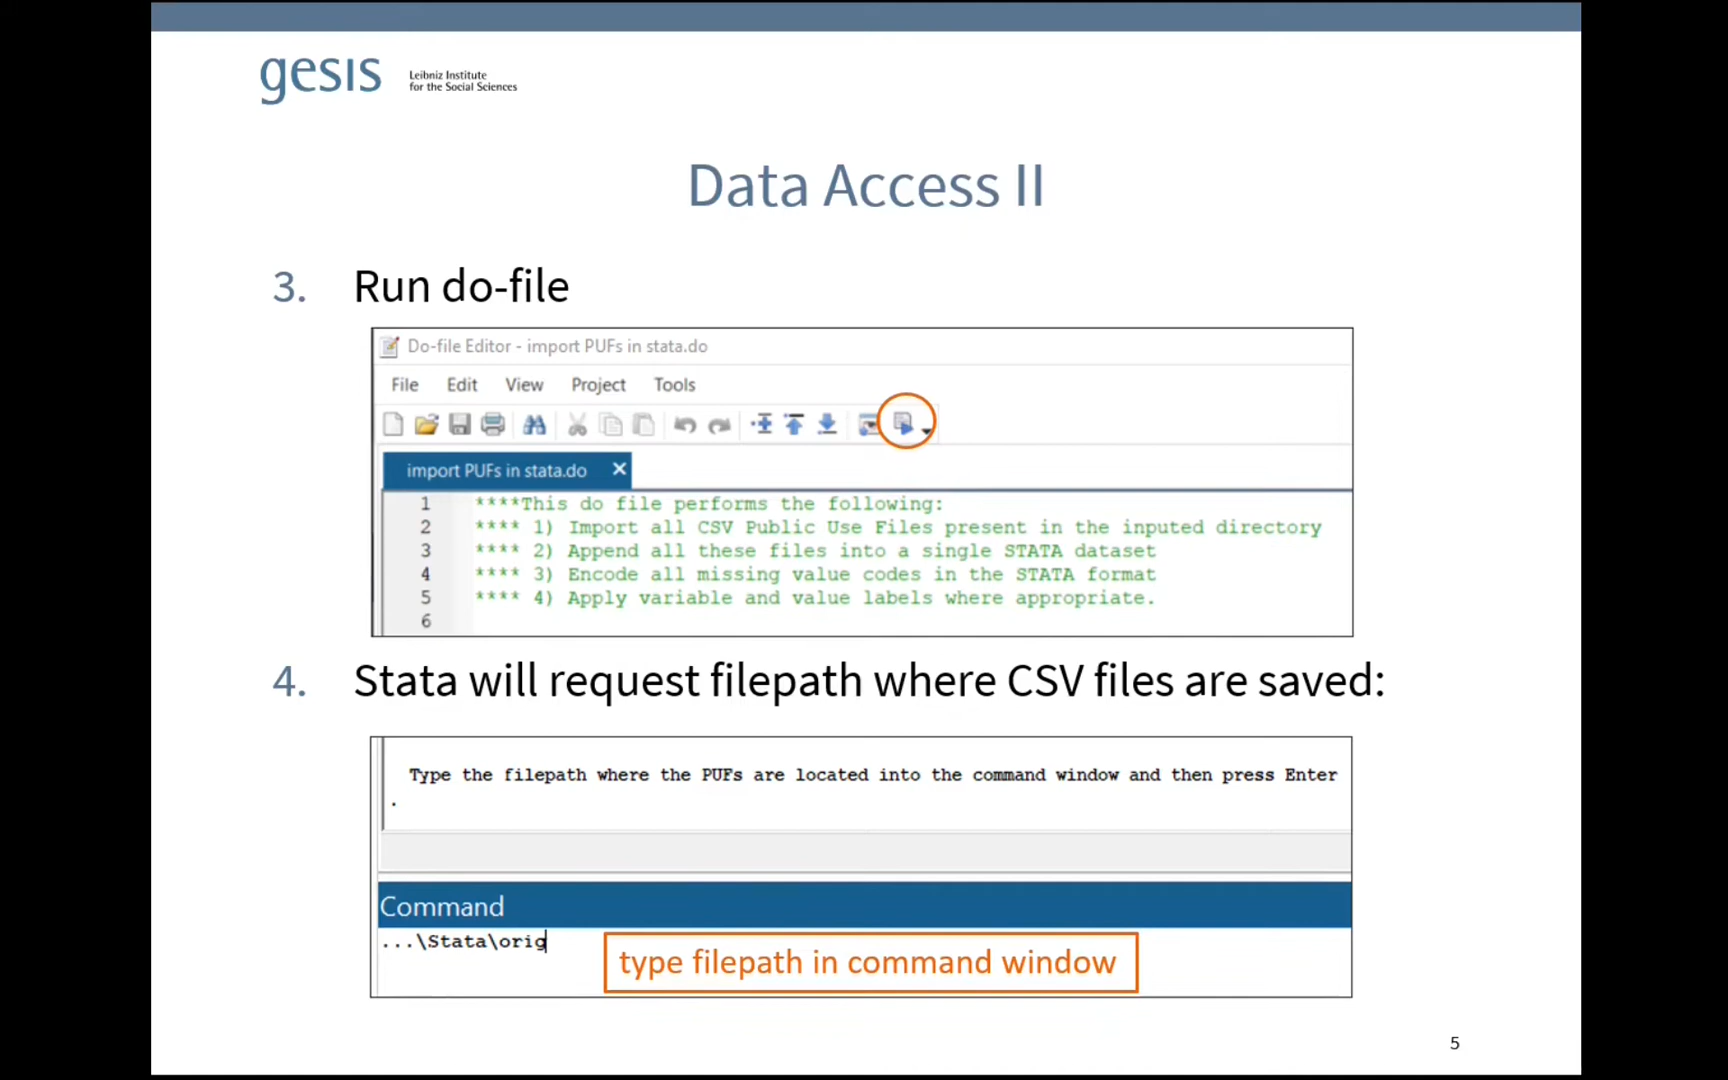 gesis
Leibniz Institute
for the Social Sciences
Data Access II
3. Run do-file
Do-file Editor - import PUFs in stata.do
File Edit View Project Tools
import PUFs in stata.do
1 ****This do file performs the following:
2 **** 1) Import all CSV Public Use Files present in the inputed directory
3 **** 2) Append all these files into a single STATA dataset
4 **** 3) Encode all missing value codes in the STATA format
5 **** 4) Apply variable and value labels where appropriate.
6
4. Stata will request filepath where CSV files are saved:
Type the filepath where the PUFs are located into the command window and then press Enter
.
Command
...\Stata\orig
type filepath in command window
5